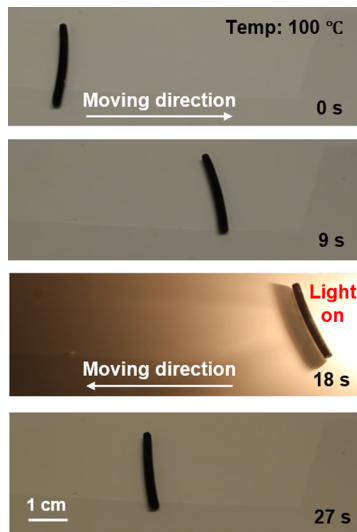 Temp: 100 ℃
Moving direction
0 s
9 s
Light
on
18 s
Moving direction
1 cm
27 s